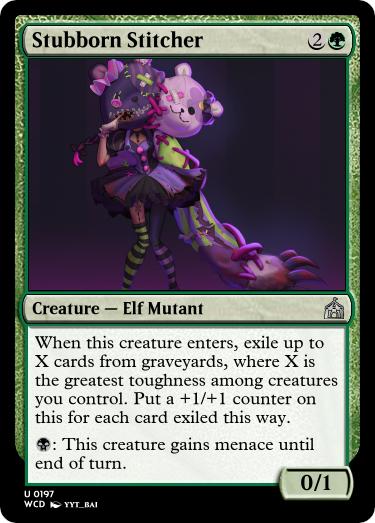 Stubborn Stitcher 2
Creature — Elf Mutant
When this creature enters, exile up to
X cards from graveyards, where X is
the greatest toughness among creatures
you control. Put a +1/+1 counter on
this for each card exiled this way.
: This creature gains menace until
end of turn.
0/1
U 0197
WCD YYT_BAI